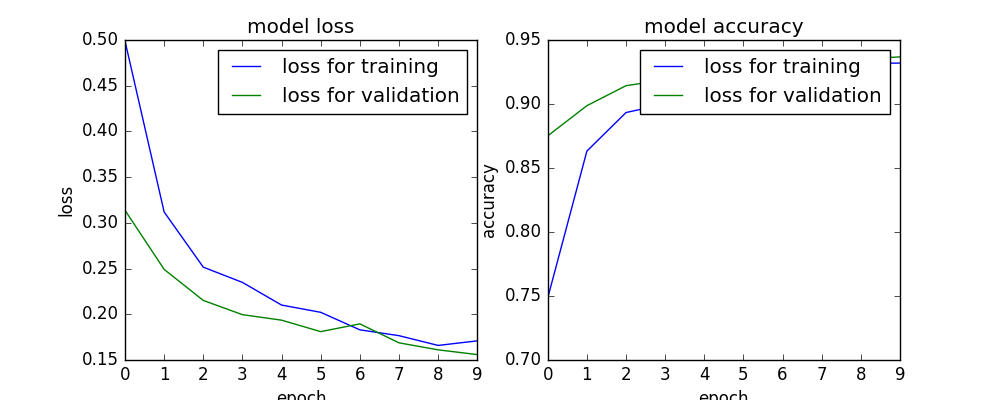 model loss
0.50
0.45
0.40
0.35
0.30
0.25
0.20
0.15
loss
loss for training
loss for validation
0 1 2 3 4 5 6 7 8 9
epoch
model accuracy
0.95
0.90
0.85
0.80
0.75
0.70
accuracy
loss for training
loss for validation
0 1 2 3 4 5 6 7 8 9
epoch